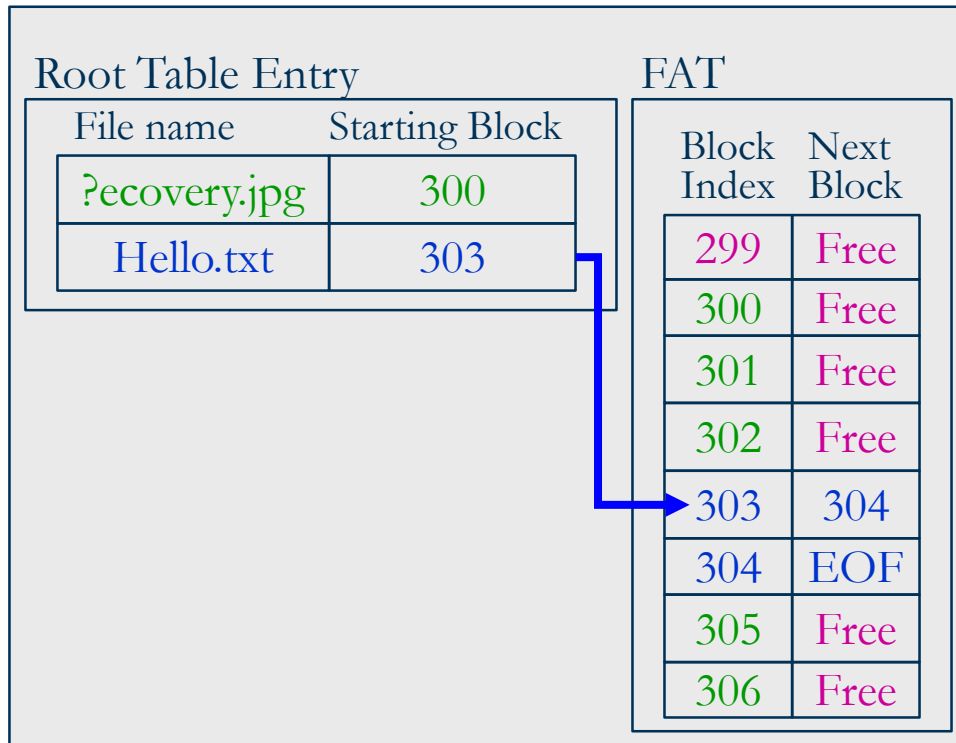 Root Table Entry
File name Starting Block
?ecovery.jpg 300
Hello.txt 303
FAT
Block Next
Index Block
299 Free
300 Free
301 Free
302 Free
303 304
304 EOF
305 Free
306 Free